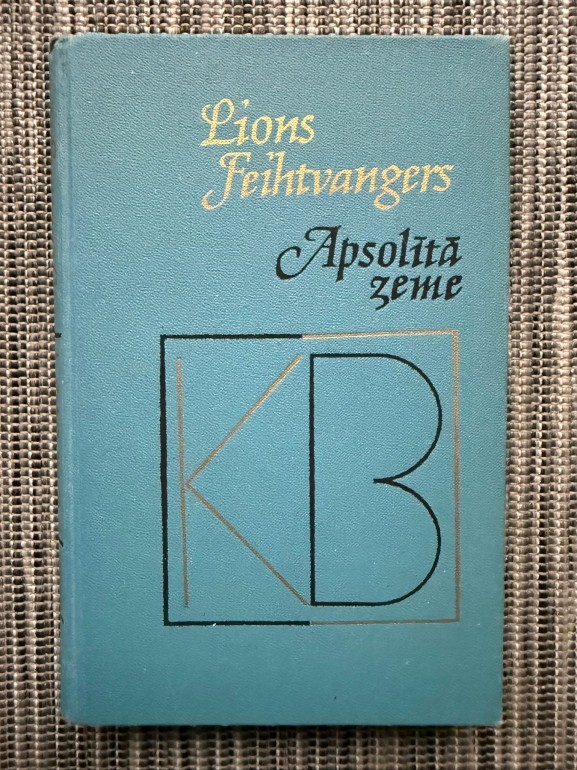 Lions
Feihtvangers
Apsolītā
zeme
KB